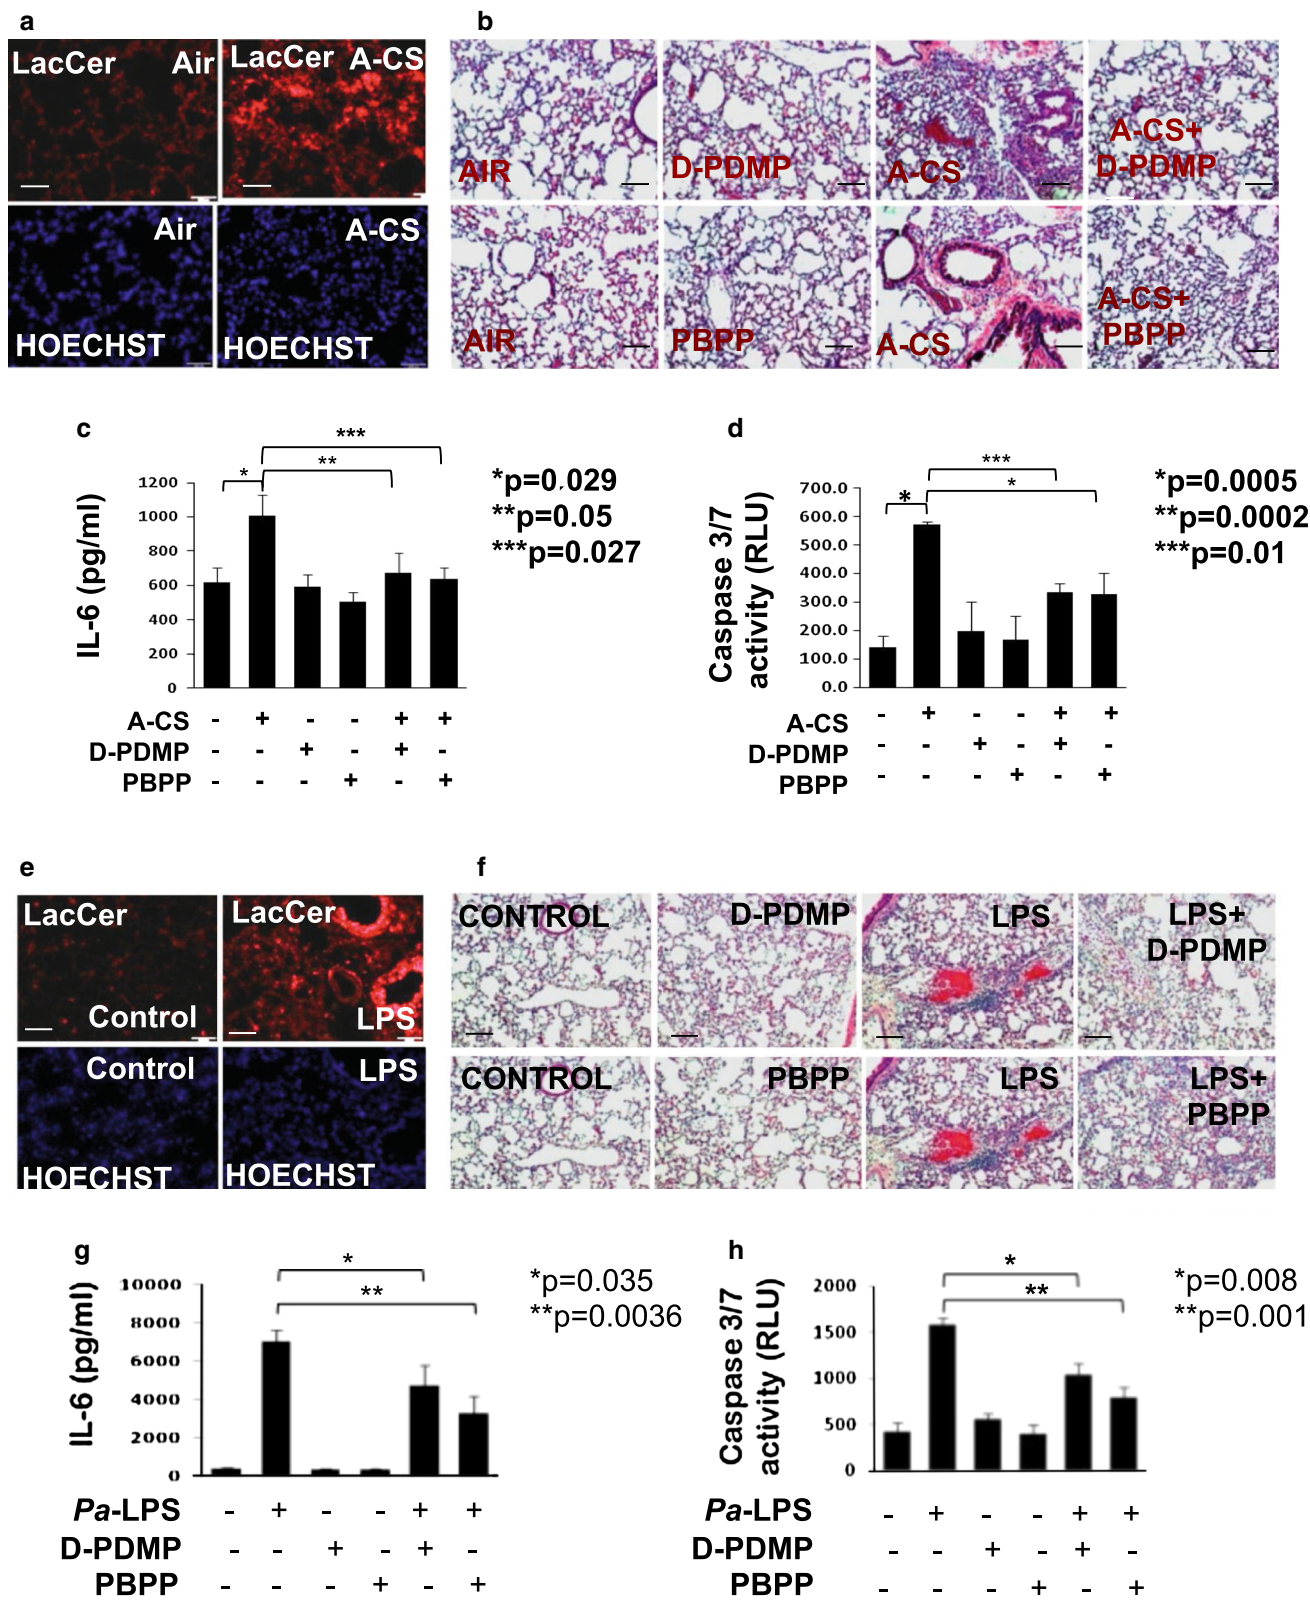 a
LacCer Air
LacCer A-CS
Air
HOECHST
A-CS
HOECHST
b
AIR
D-PDMP
A-CS
A-CS+
D-PDMP
AIR
PBPP
A-CS
A-CS+
PBPP
c
***
**
*
*p=0.029
**p=0.05
***p=0.027
IL-6 (pg/ml)
1200
1000
800
600
400
200
0
A-CS - + - - + +
D-PDMP - - + - + -
PBPP - - - + - +
d
***
*
*
*p=0.0005
**p=0.0002
***p=0.01
Caspase 3/7
activity (RLU)
700.0
600.0
500.0
400.0
300.0
200.0
100.0
0.0
A-CS - + - - + +
D-PDMP - - + - + -
PBPP - - - + - +
e
LacCer
Control
LacCer
LPS
Control
HOECHST
LPS
HOECHST
f
CONTROL
D-PDMP
LPS
LPS+
D-PDMP
CONTROL
PBPP
LPS
LPS+
PBPP
g
*
**
*p=0.035
**p=0.0036
IL-6 (pg/ml)
10000
8000
6000
4000
2000
0
Pa-LPS - + - - + +
D-PDMP - - + - + -
PBPP - - - + - +
h
*
**
*p=0.008
**p=0.001
Caspase 3/7
activity (RLU)
2000
1500
1000
500
0
Pa-LPS - + - - + +
D-PDMP - - + - + -
PBPP - - - + - +